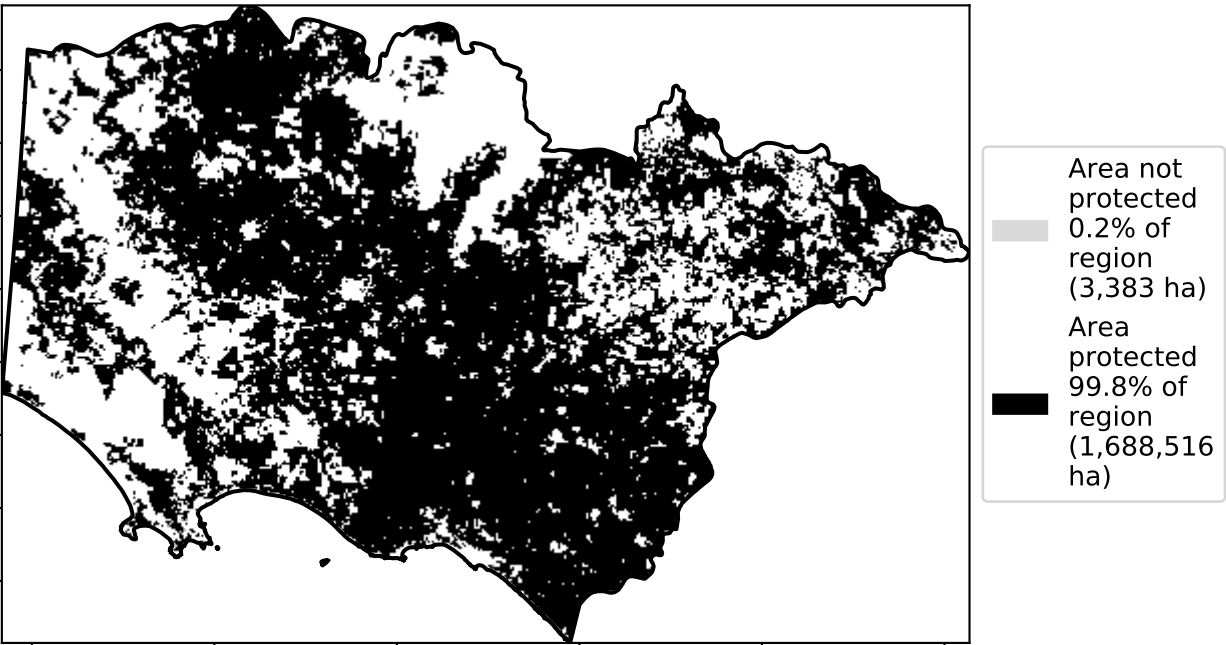 Area not
protected
0.2% of
region
(3,383 ha)
Area
protected
99.8% of
region
(1,688,516
ha)